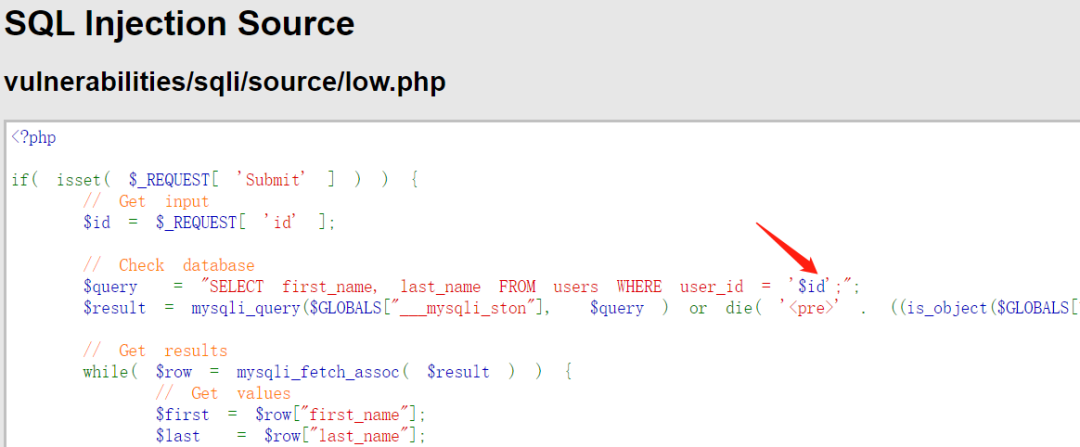 SQL Injection Source
vulnerabilities/sqli/source/low.php
<?php
if( isset( $_REQUEST[ 'Submit' ] ) ) {
// Get input
$id = $_REQUEST[ 'id' ];
// Check database
$query = "SELECT first_name, last_name FROM users WHERE user_id = '$id';";
$result = mysqli_query($GLOBALS["___mysqli_ston"], $query ) or die( '<pre>' . ((is_object($GLOBALS[
// Get results
while( $row = mysqli_fetch_assoc( $result ) ) {
// Get values
$first = $row["first_name"];
$last = $row["last_name"];